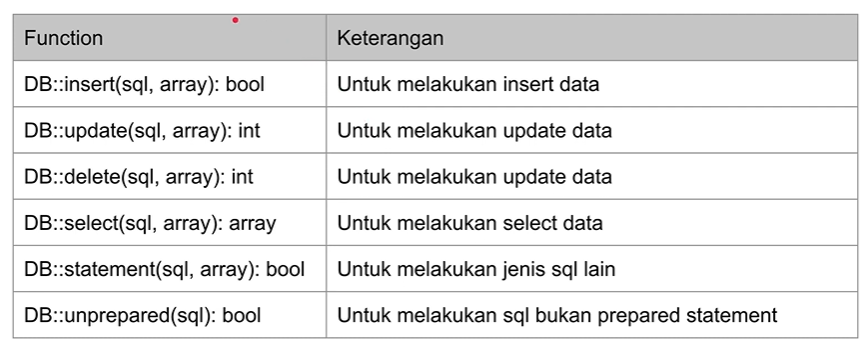 Function Keterangan
DB::insert(sql, array): bool Untuk melakukan insert data
DB::update(sql, array): int Untuk melakukan update data
DB::delete(sql, array): int Untuk melakukan update data
DB::select(sql, array): array Untuk melakukan select data
DB::statement(sql, array): bool Untuk melakukan jenis sql lain
DB::unprepared(sql): bool Untuk melakukan sql bukan prepared statement